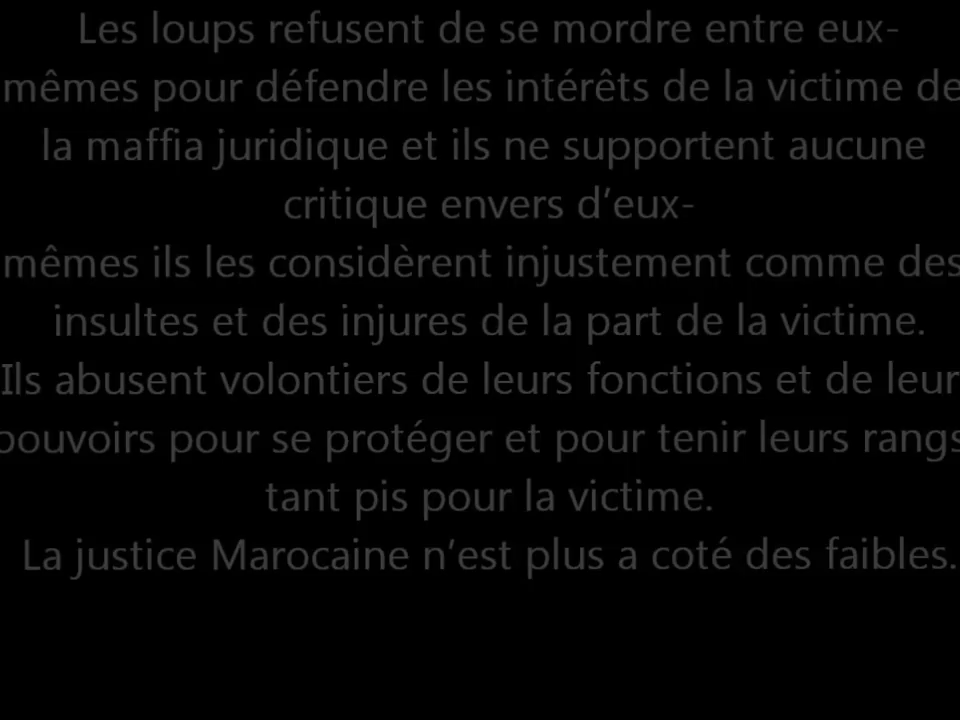 Les loups refusent de se mordre entre eux-
mêmes pour défendre les intérêts de la victime de
la maffia juridique et ils ne supportent aucune
critique envers d’eux-
mêmes ils les considèrent injustement comme des
insultes et des injures de la part de la victime.
Ils abusent volontiers de leurs fonctions et de leur
pouvoirs pour se protéger et pour tenir leurs rangs
tant pis pour la victime.
La justice Marocaine n’est plus a coté des faibles.